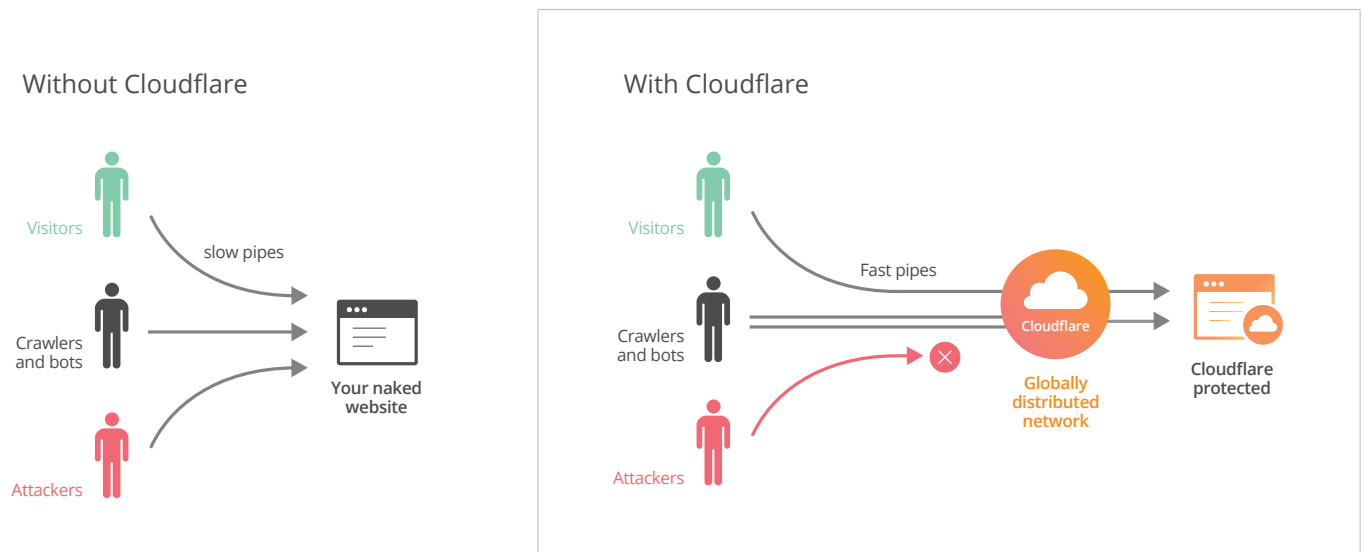 Without Cloudflare
Visitors
slow pipes
Crawlers
and bots
Your naked
website
Attackers
With Cloudflare
Visitors
Fast pipes
Crawlers
and bots
Cloudflare
Globally
distributed
network
Cloudflare
protected
Attackers